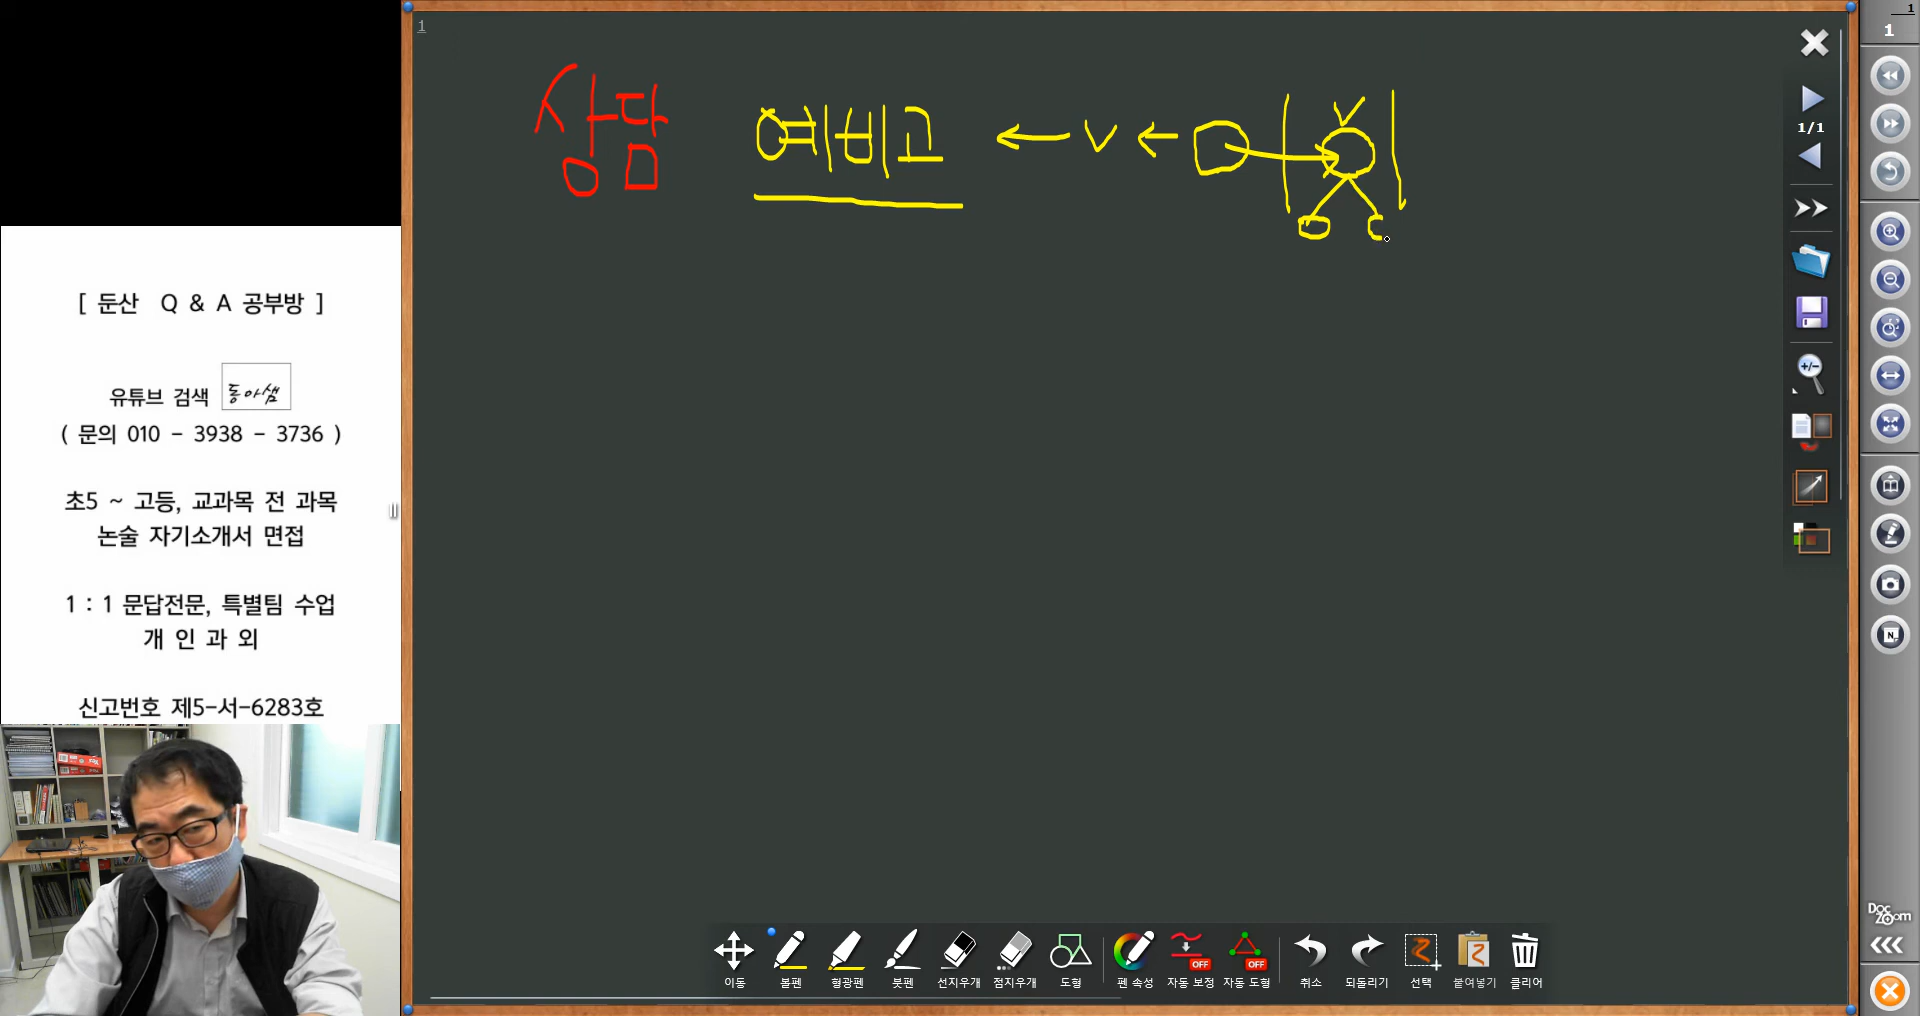 [ 둔산 Q & A 공부방 ]
유튜브 검색 동아샘
( 문의 010 - 3938 - 3736 )
초5 ~ 고등, 교과목 전 과목
논술 자기소개서 면접
1 : 1 문답전문, 특별팀 수업
개 인 과 외
신고번호 제5-서-6283호
1
상담
예비고 ← V ← V
1
1
1/1
+/-
N
Doc Zoom
이동 볼펜 형광펜 붓펜 선지우개 점지우개 도형 펜 속성 OFF 자동 보정 OFF 자동 도형 취소 되돌리기 선택 붙여넣기 클리어